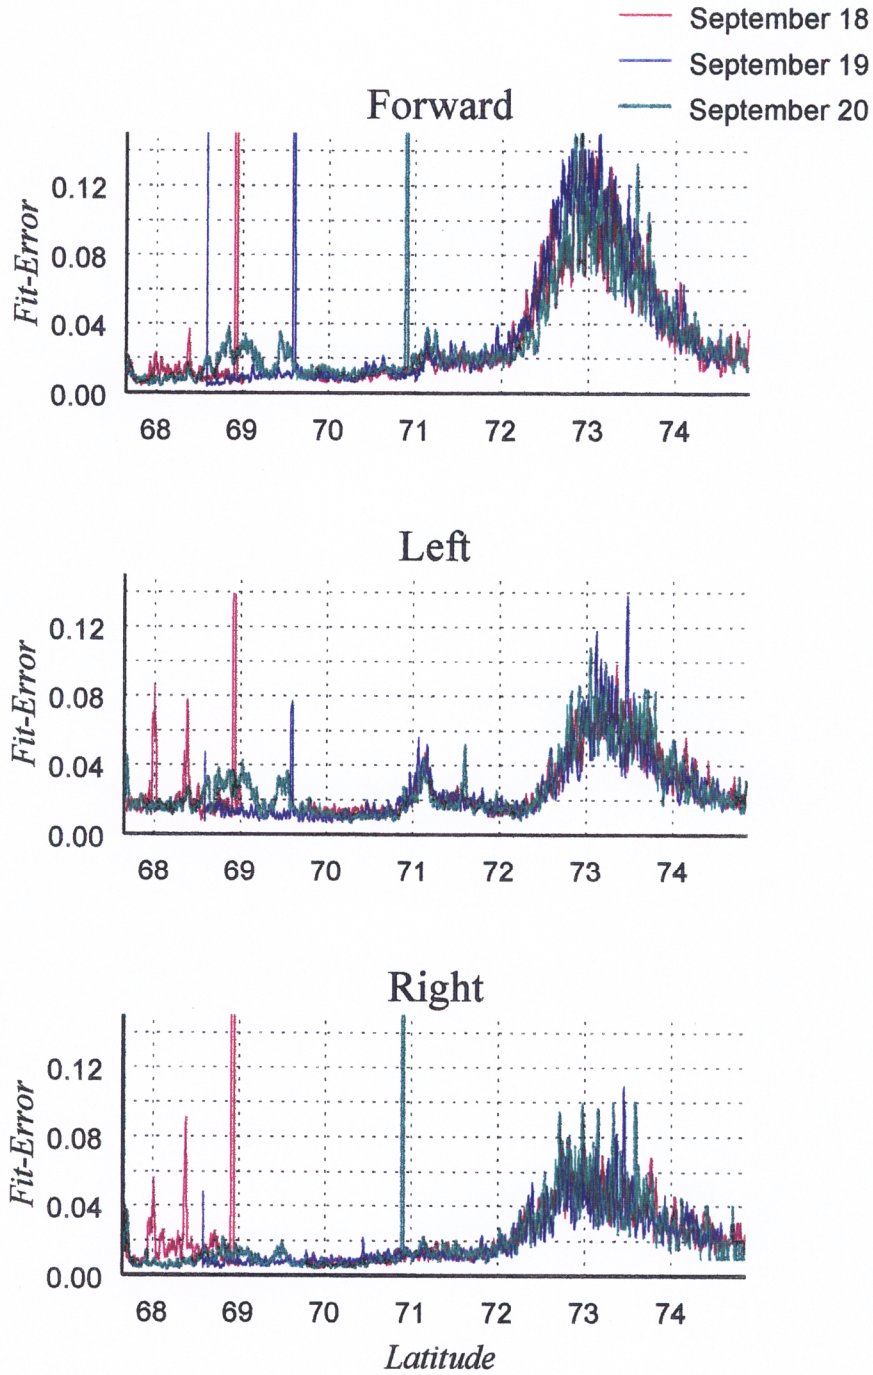 September 18
September 19
September 20
Forward
Fit-Error
0.12
0.08
0.04
0.00
68 69 70 71 72 73 74
Left
Fit-Error
0.12
0.08
0.04
0.00
68 69 70 71 72 73 74
Right
Fit-Error
0.12
0.08
0.04
0.00
68 69 70 71 72 73 74
Latitude